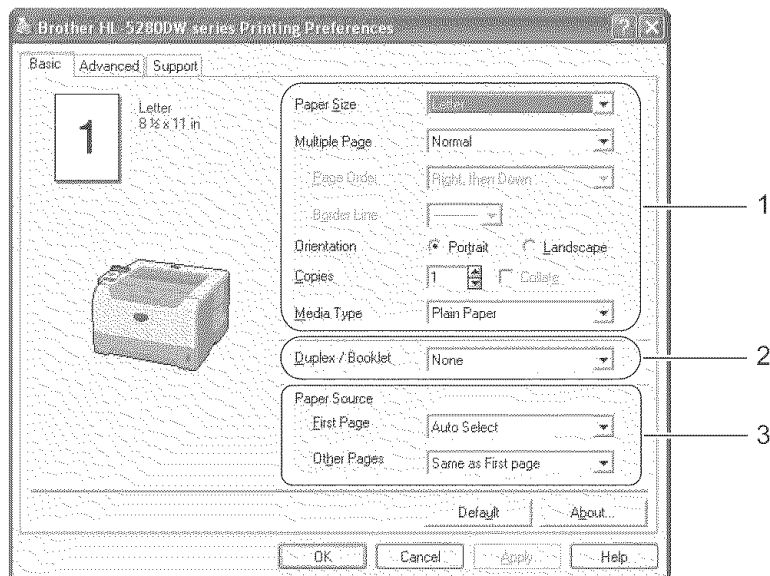 Brother HL-5280DW series Printing Preferences
Basic Advanced Support
1
Letter
8 ½ x 11 in
Paper Size Letter
Multiple Page Normal
Page Order Right, then Down
Border Line
Orientation Portrait Landscape
Copies 1 Collate
Media Type Plain Paper
1
Duplex / Booklet None
2
Paper Source
First Page Auto Select
Other Pages Same as First page
3
Default About...
OK Cancel Apply Help